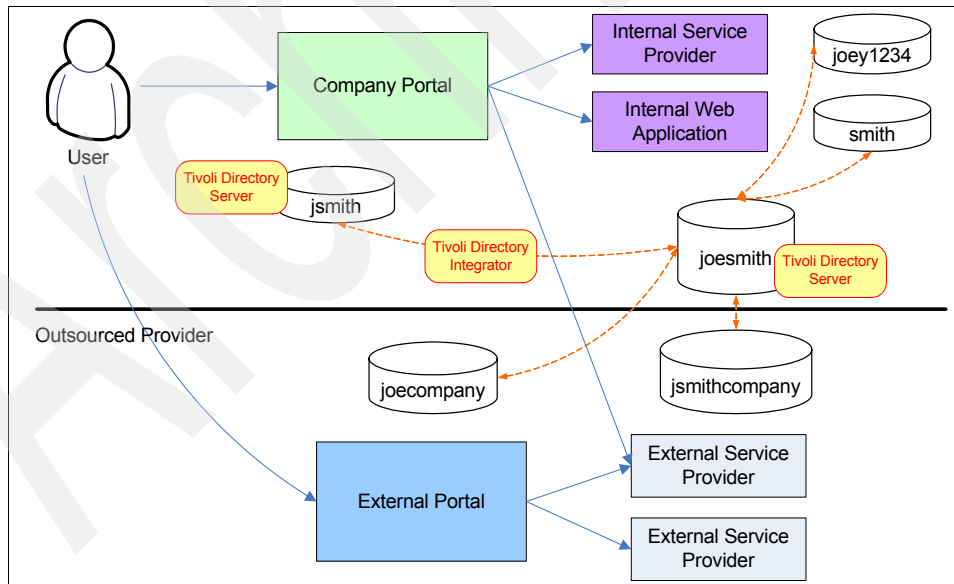 User
Company Portal
Internal Service
Provider
Internal Web
Application
joey1234
smith
Tivoli Directory
Server
jsmith
Tivoli Directory
Integrator
joesmith
Tivoli Directory
Server
Outsourced Provider
joecompany
jsmithcompany
External Portal
External Service
Provider
External Service
Provider